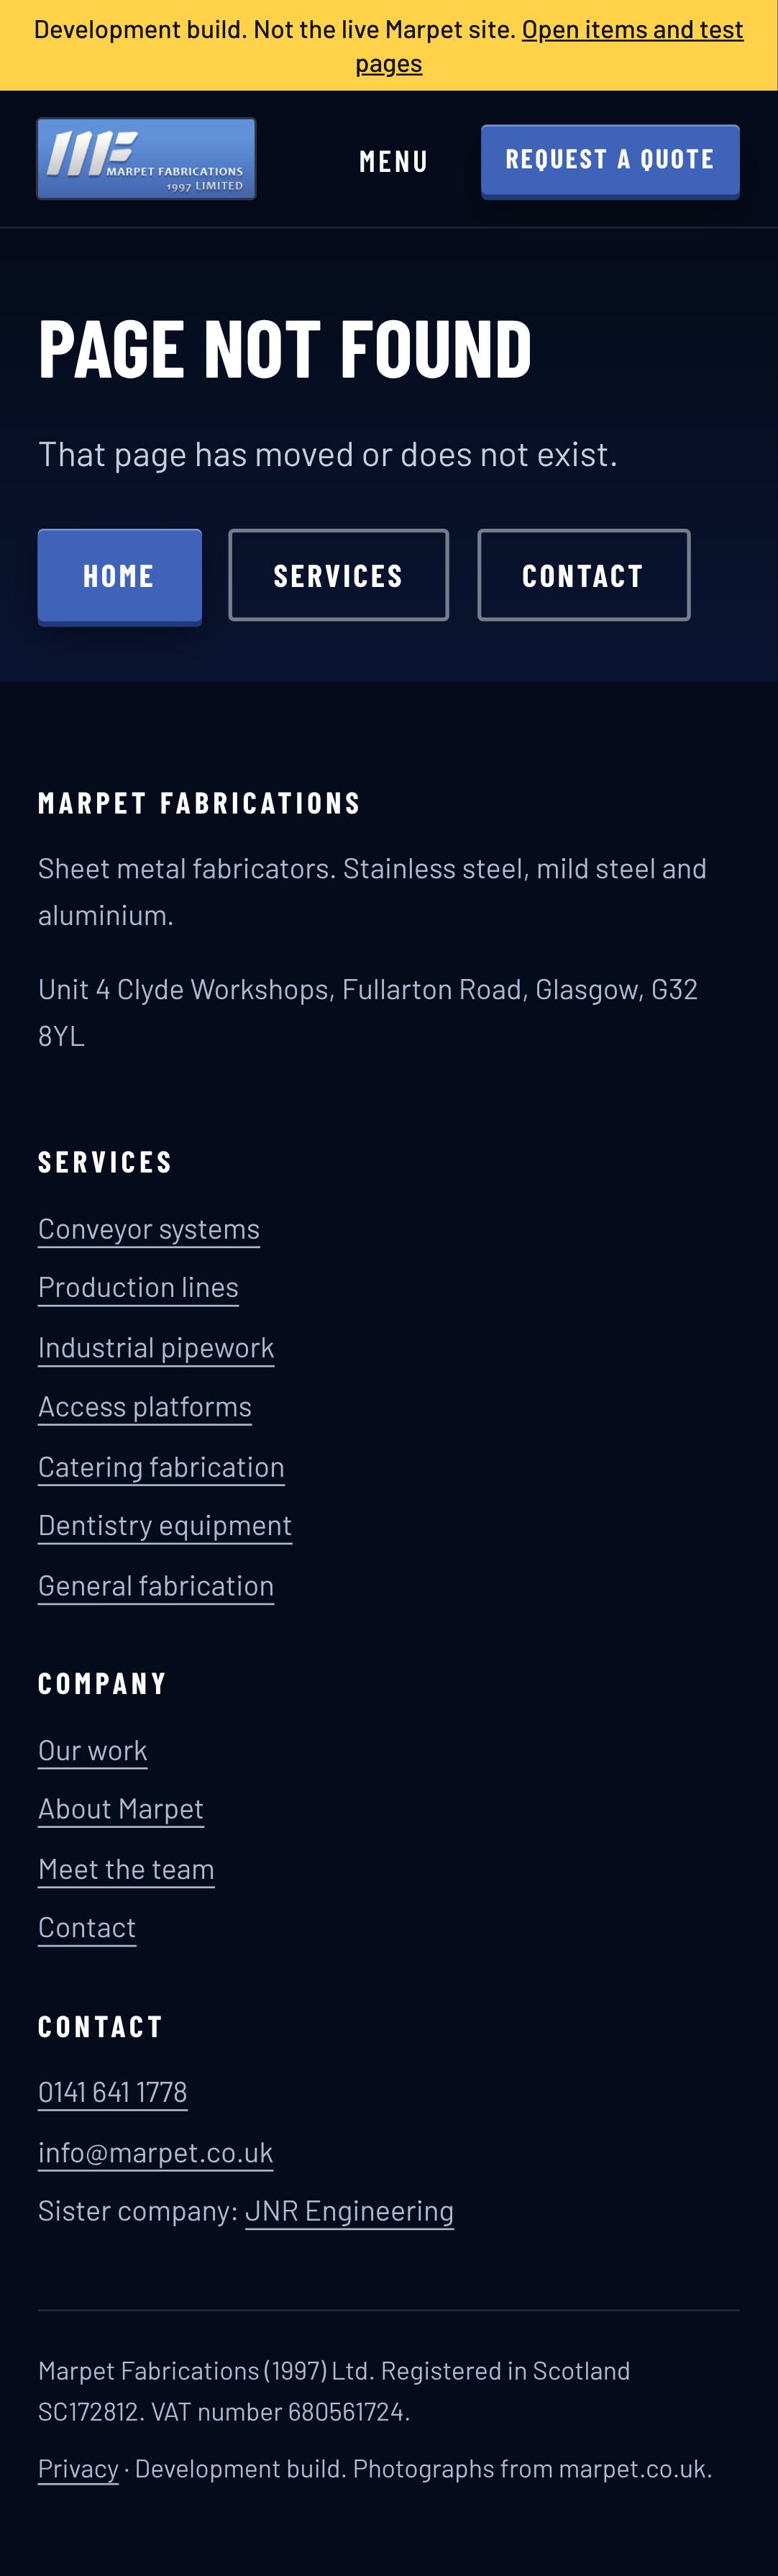 Development build. Not the live Marpet site. Open items and test
pages
MF
MARPET FABRICATIONS
1997 LIMITED
MENU
REQUEST A QUOTE
PAGE NOT FOUND
That page has moved or does not exist.
HOME
SERVICES
CONTACT
MARPET FABRICATIONS
Sheet metal fabricators. Stainless steel, mild steel and
aluminium.
Unit 4 Clyde Workshops, Fullarton Road, Glasgow, G32
8YL
SERVICES
Conveyor systems
Production lines
Industrial pipework
Access platforms
Catering fabrication
Dentistry equipment
General fabrication
COMPANY
Our work
About Marpet
Meet the team
Contact
CONTACT
0141 641 1778
info@marpet.co.uk
Sister company: JNR Engineering
Marpet Fabrications (1997) Ltd. Registered in Scotland
SC172812. VAT number 680561724.
Privacy · Development build. Photographs from marpet.co.uk.